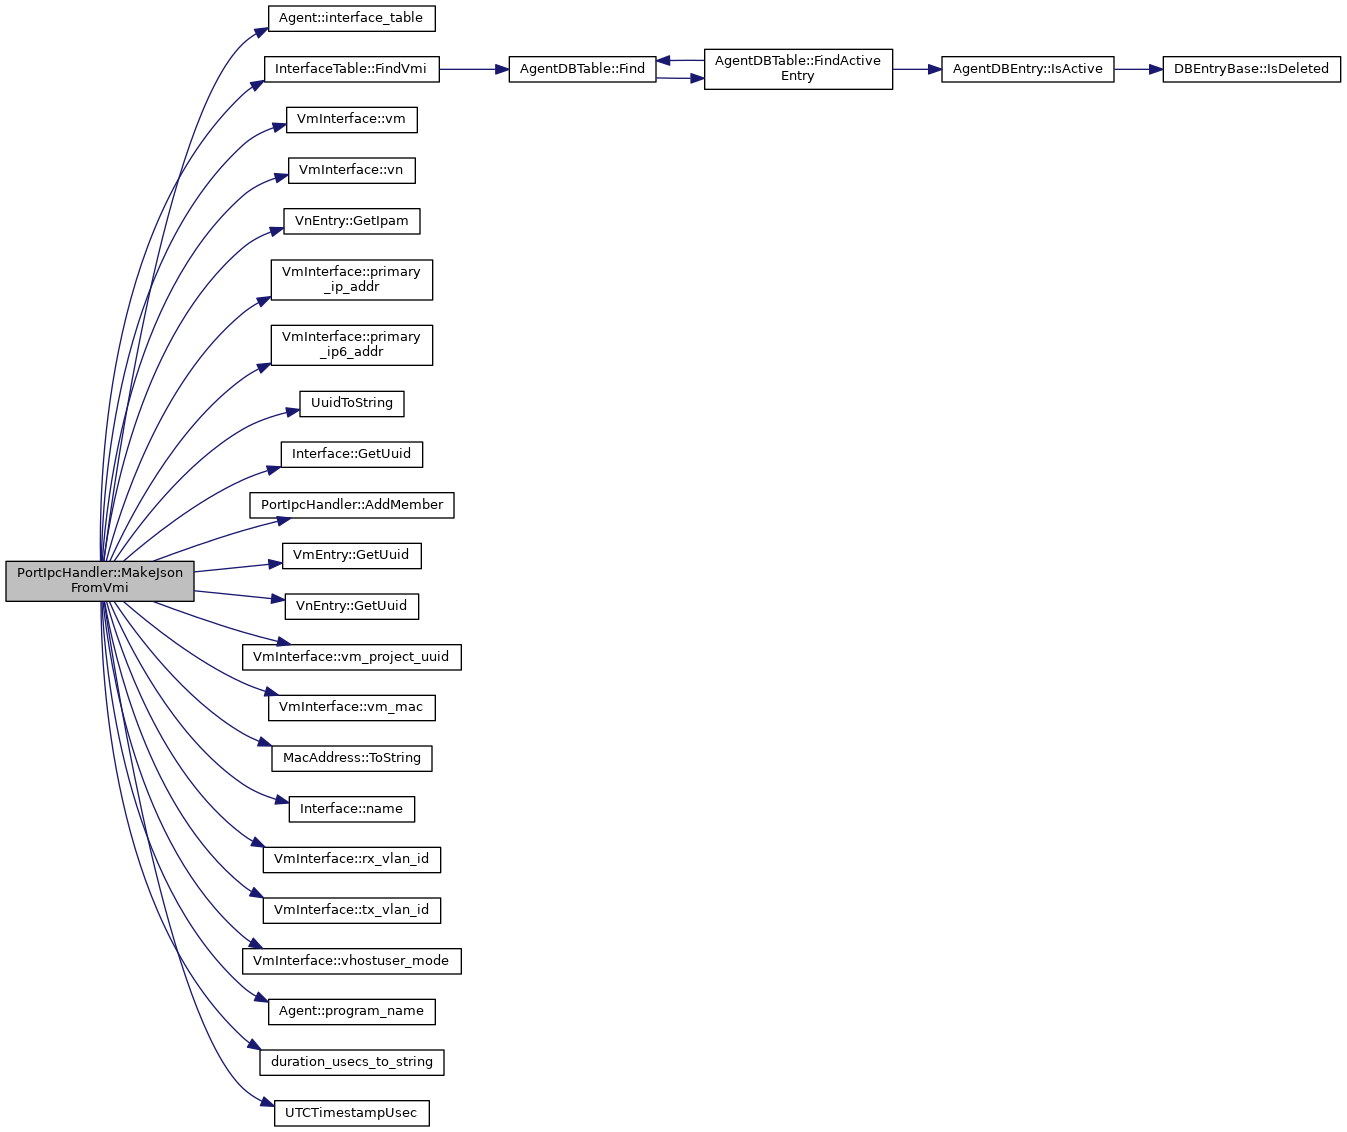 Agent::interface_table
InterfaceTable::FindVmi
AgentDBTable::Find
AgentDBTable::FindActive
Entry
AgentDBEntry::IsActive
DBEntryBase::IsDeleted
VmInterface::vm
VmInterface::vn
VnEntry::GetIpam
VmInterface::primary
_ip_addr
VmInterface::primary
_ip6_addr
UuidToString
Interface::GetUuid
PortIpcHandler::AddMember
VmEntry::GetUuid
PortIpcHandler::MakeJson
FromVmi
VnEntry::GetUuid
VmInterface::vm_project_uuid
VmInterface::vm_mac
MacAddress::ToString
Interface::name
VmInterface::rx_vlan_id
VmInterface::tx_vlan_id
VmInterface::vhostuser_mode
Agent::program_name
duration_usecs_to_string
UTCTimestampUsec